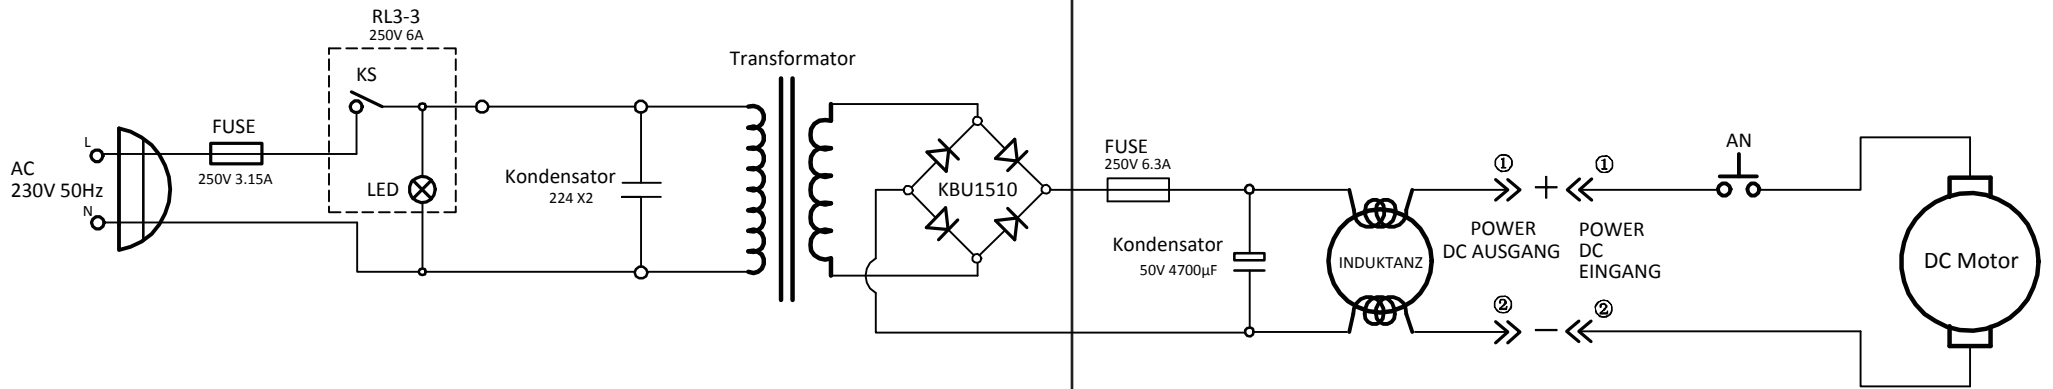 RL3-3
250V 6A
KS
Transformator
FUSE
250V 3.15A
L
AC
230V 50Hz
N
LED
Kondensator
224 X2
KBU1510
FUSE
250V 6.3A
Kondensator
50V 4700µF
INDUKTANZ
① ①
+
POWER
DC AUSGANG
POWER
DC
EINGANG
② ②
−
AN
DC Motor